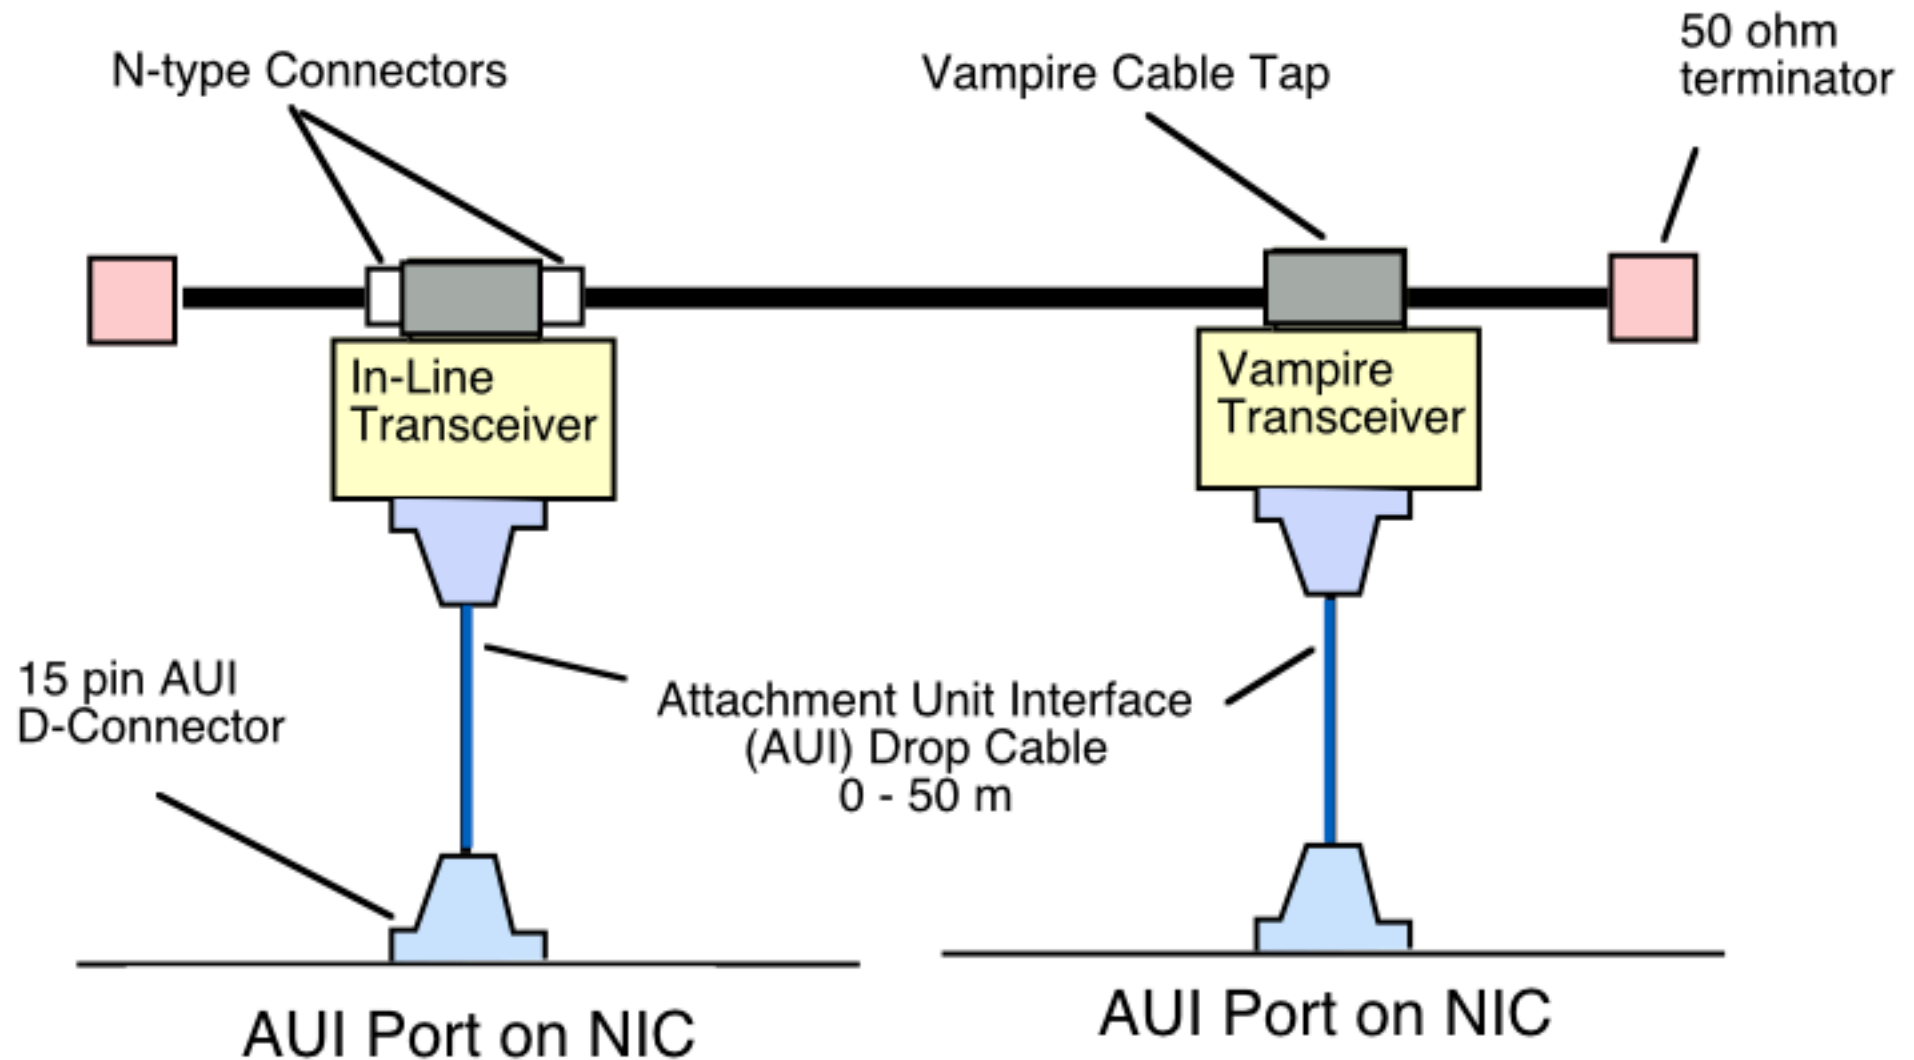 N-type Connectors
Vampire Cable Tap
50 ohm
terminator
In-Line
Transceiver
Vampire
Transceiver
15 pin AUI
D-Connector
Attachment Unit Interface
(AUI) Drop Cable
0 - 50 m
AUI Port on NIC
AUI Port on NIC